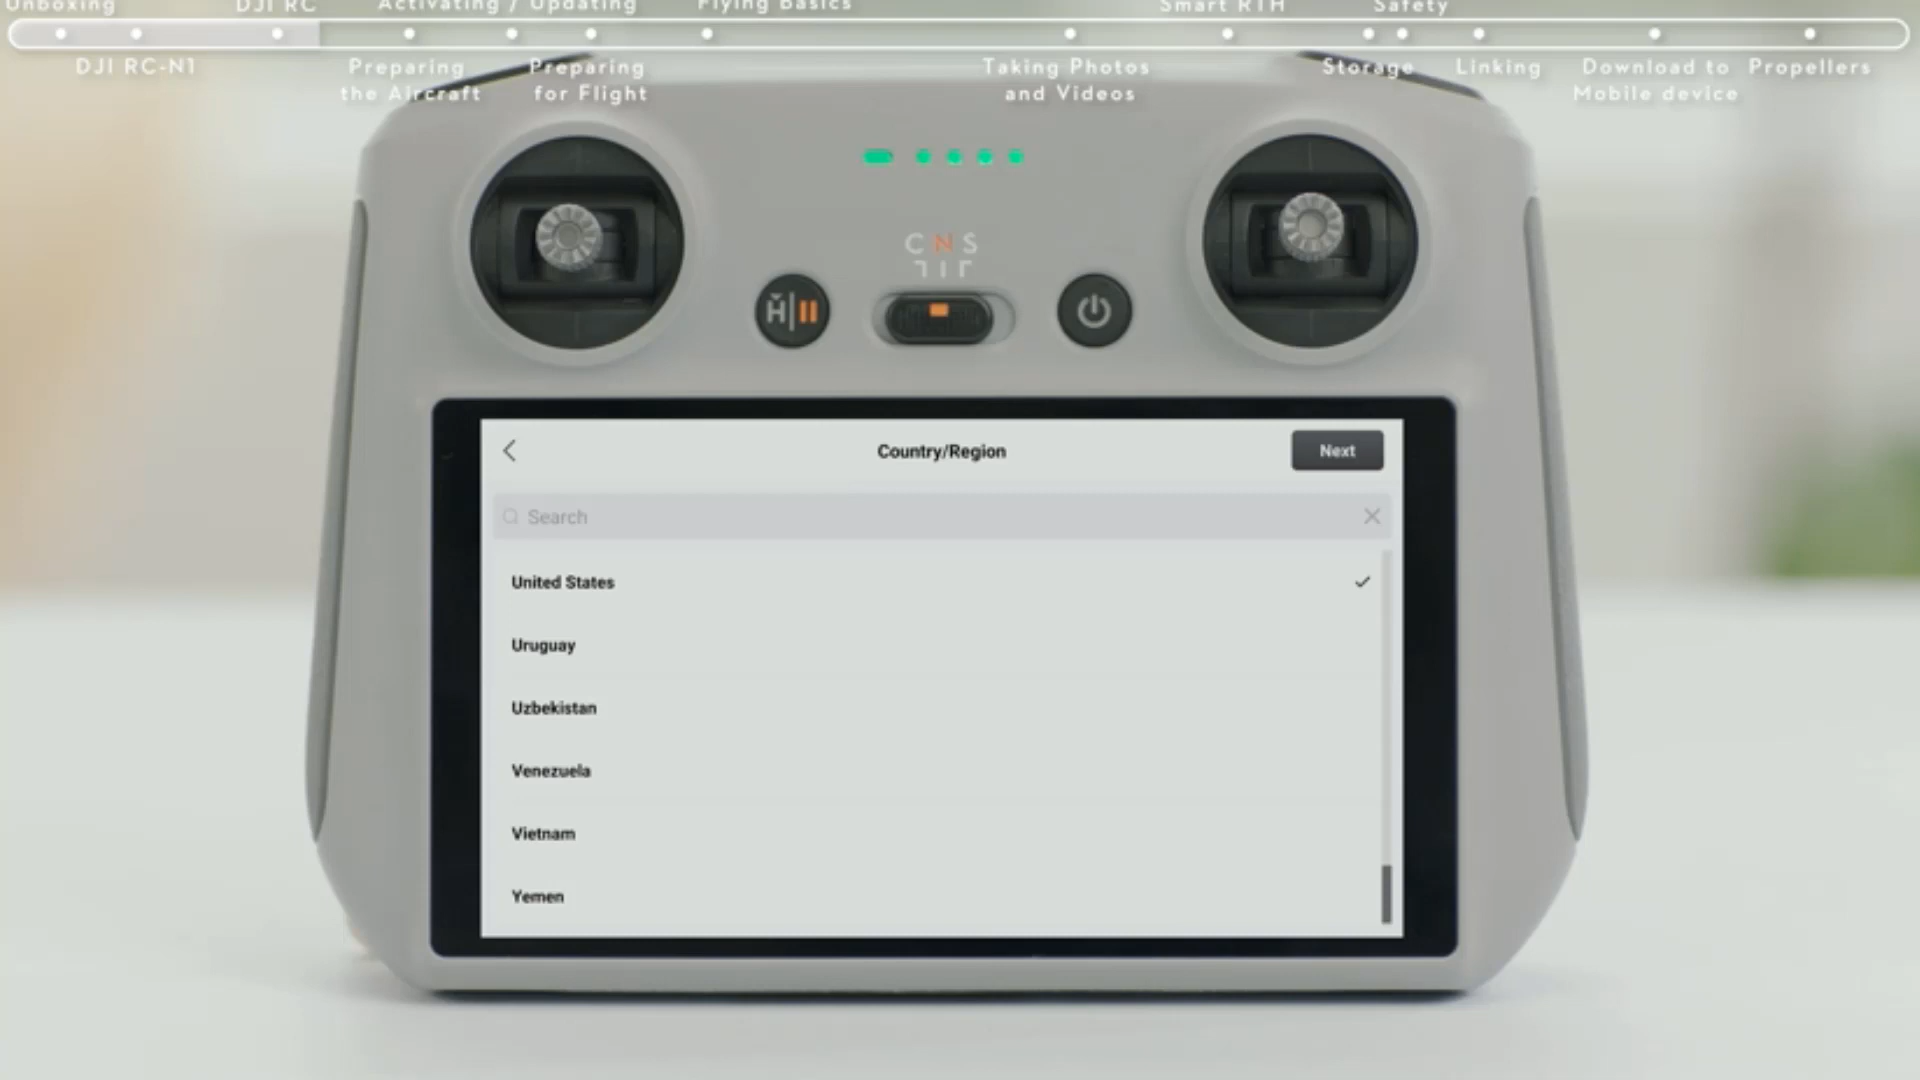 Unboxing
DJI RC
Activating / Updating
Flying Basics
Smart RTH
Safety
DJI RC-N1
Preparing
the Aircraft
Preparing
for Flight
Taking Photos
and Videos
Storage
Linking
Download to
Mobile device
Propellers
C N S
H
Country/Region
Next
Search
United States
Uruguay
Uzbekistan
Venezuela
Vietnam
Yemen